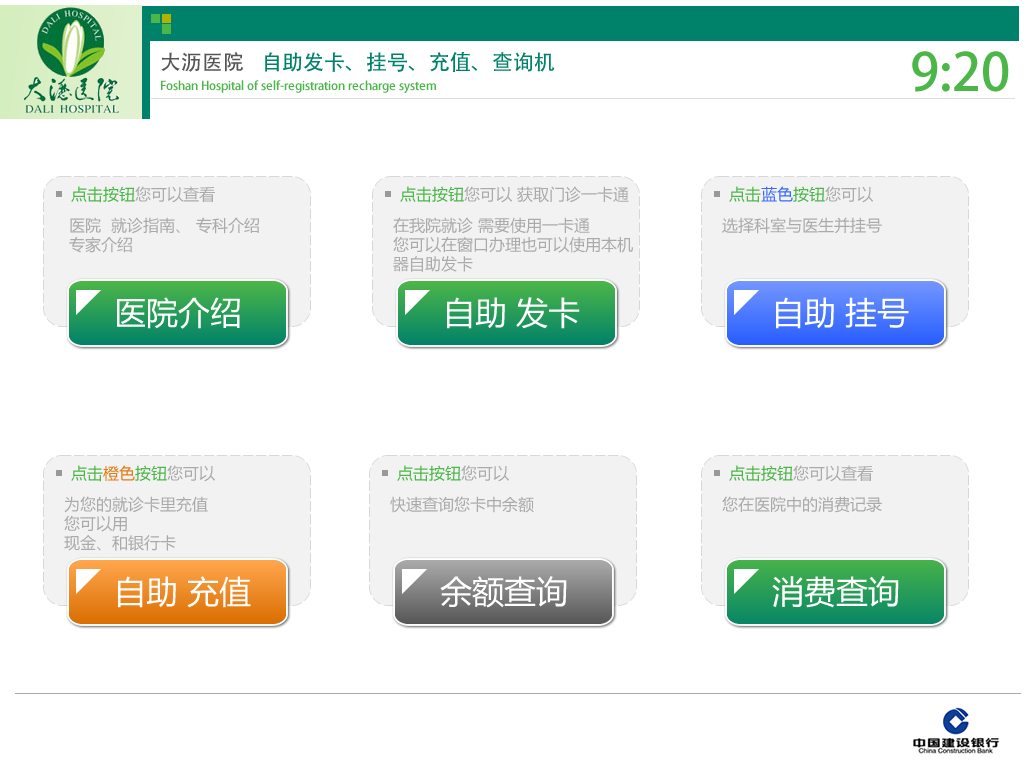 DALI HOSPITAL
大沥医院
DALI HOSPITAL
大沥医院 自助发卡、挂号、充值、查询机
Foshan Hospital of self-registration recharge system
9:20
点击按钮您可以查看
医院 就诊指南、 专科介绍
专家介绍
医院介绍
点击按钮您可以 获取门诊一卡通
在我院就诊 需要使用一卡通
您可以在窗口办理也可以使用本机
器自助发卡
自助 发卡
点击蓝色按钮您可以
选择科室与医生并挂号
自助 挂号
点击橙色按钮您可以
为您的就诊卡里充值
您可以用
现金、和银行卡
自助 充值
点击按钮您可以
快速查询您卡中余额
余额查询
点击按钮您可以查看
您在医院中的消费记录
消费查询
中国建设银行
China Construction Bank